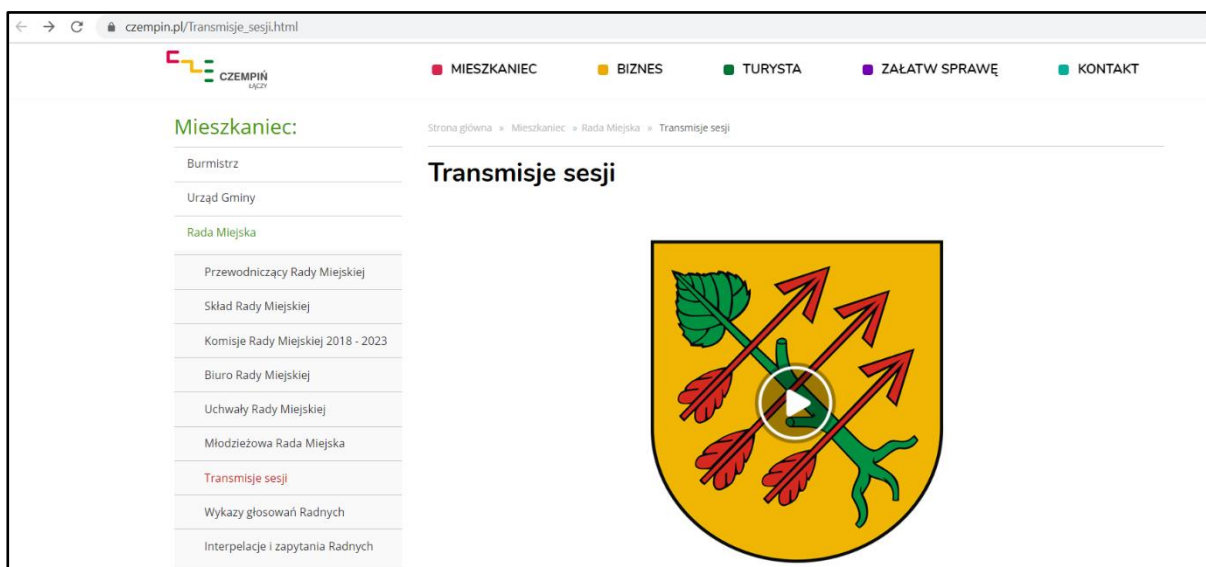 czempin.pl/Transmisje_sesji.html
CZEMPIŃ
ŁĄCZY
MIESZKANIEC
BIZNES
TURYSTA
ZAŁATW SPRAWĘ
KONTAKT
Mieszkaniec:
Burmistrz
Urząd Gminy
Rada Miejska
Przewodniczący Rady Miejskiej
Skład Rady Miejskiej
Komisje Rady Miejskiej 2018 - 2023
Biuro Rady Miejskiej
Uchwały Rady Miejskiej
Młodzieżowa Rada Miejska
Transmisje sesji
Wykazy głosowań Radnych
Interpelacje i zapytania Radnych
Strona główna » Mieszkaniec » Rada Miejska » Transmisje sesji
Transmisje sesji